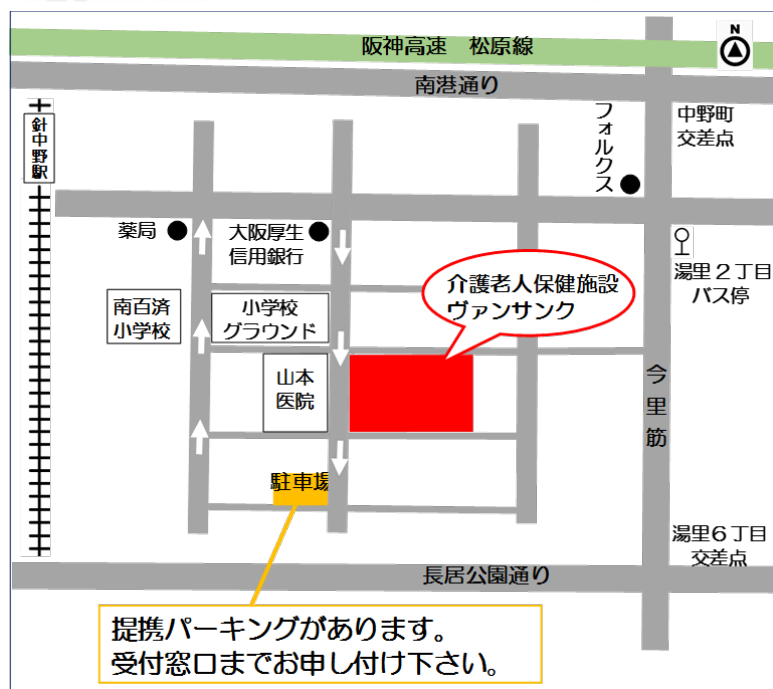 阪神高速 松原線
N
南港通り
針中野駅
フォルクス
中野町
交差点
薬局
大阪厚生
信用銀行
湯里２丁目
バス停
介護老人保健施設
ヴァンサンク
南百済
小学校
小学校
グラウンド
山本
医院
今里筋
駐車場
湯里６丁目
交差点
長居公園通り
提携パーキングがあります。
受付窓口までお申し付け下さい。